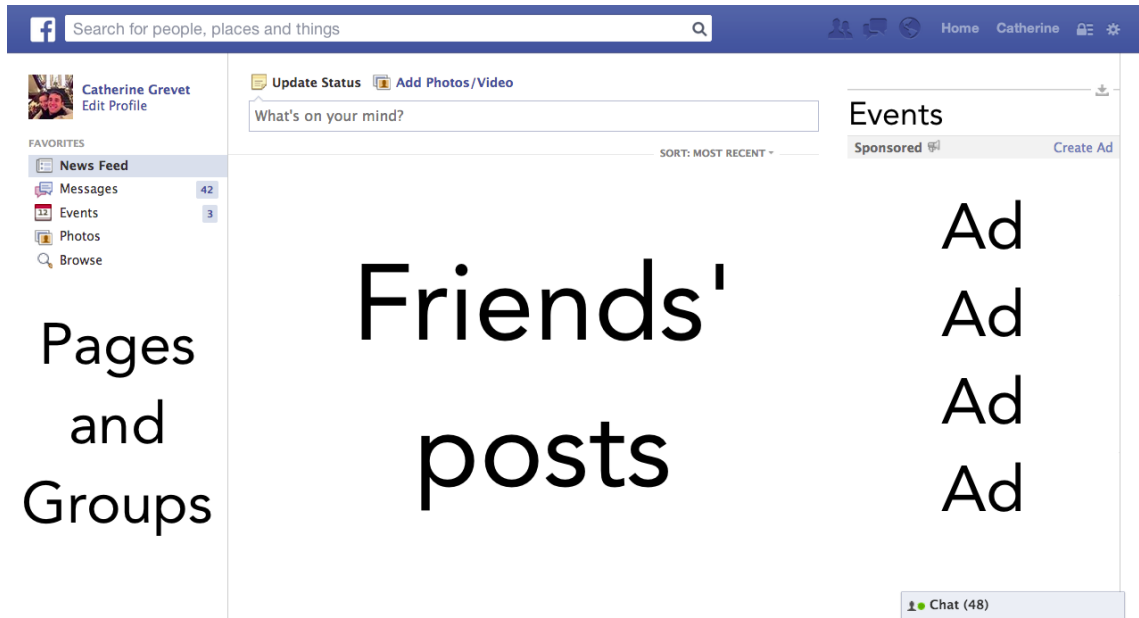 f
Search for people, places and things
Home Catherine
Catherine Grevet
Edit Profile
FAVORITES
News Feed
Messages 42
12 Events 3
Photos
Browse
Pages
and
Groups
Update Status Add Photos/Video
What's on your mind?
SORT: MOST RECENT
Friends'
posts
Events
Sponsored Create Ad
Ad
Ad
Ad
Ad
Chat (48)